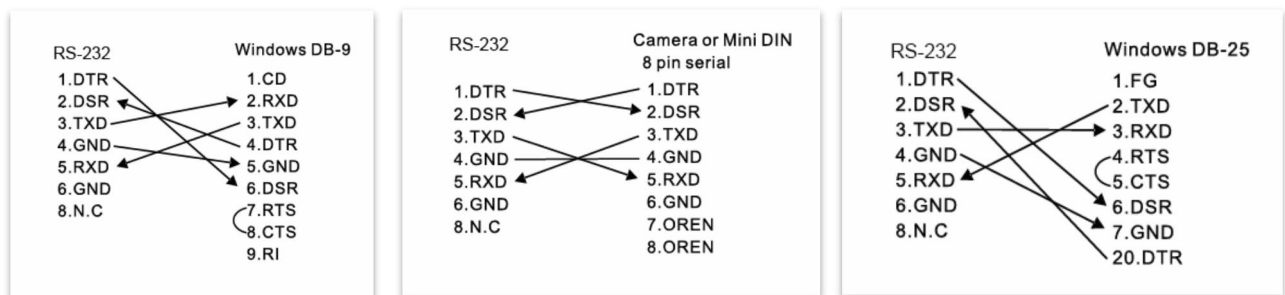 RS-232
Windows DB-9
1.DTR
2.DSR
3.TXD
4.GND
5.RXD
6.GND
8.N.C
1.CD
2.RXD
3.TXD
4.DTR
5.GND
6.DSR
7.RTS
8.CTS
9.RI
RS-232
Camera or Mini DIN
8 pin serial
1.DTR
2.DSR
3.TXD
4.GND
5.RXD
6.GND
8.N.C
1.DTR
2.DSR
3.TXD
4.GND
5.RXD
6.GND
7.OREN
8.OREN
RS-232
Windows DB-25
1.DTR
2.DSR
3.TXD
4.GND
5.RXD
6.GND
8.N.C
1.FG
2.TXD
3.RXD
4.RTS
5.CTS
6.DSR
7.GND
20.DTR